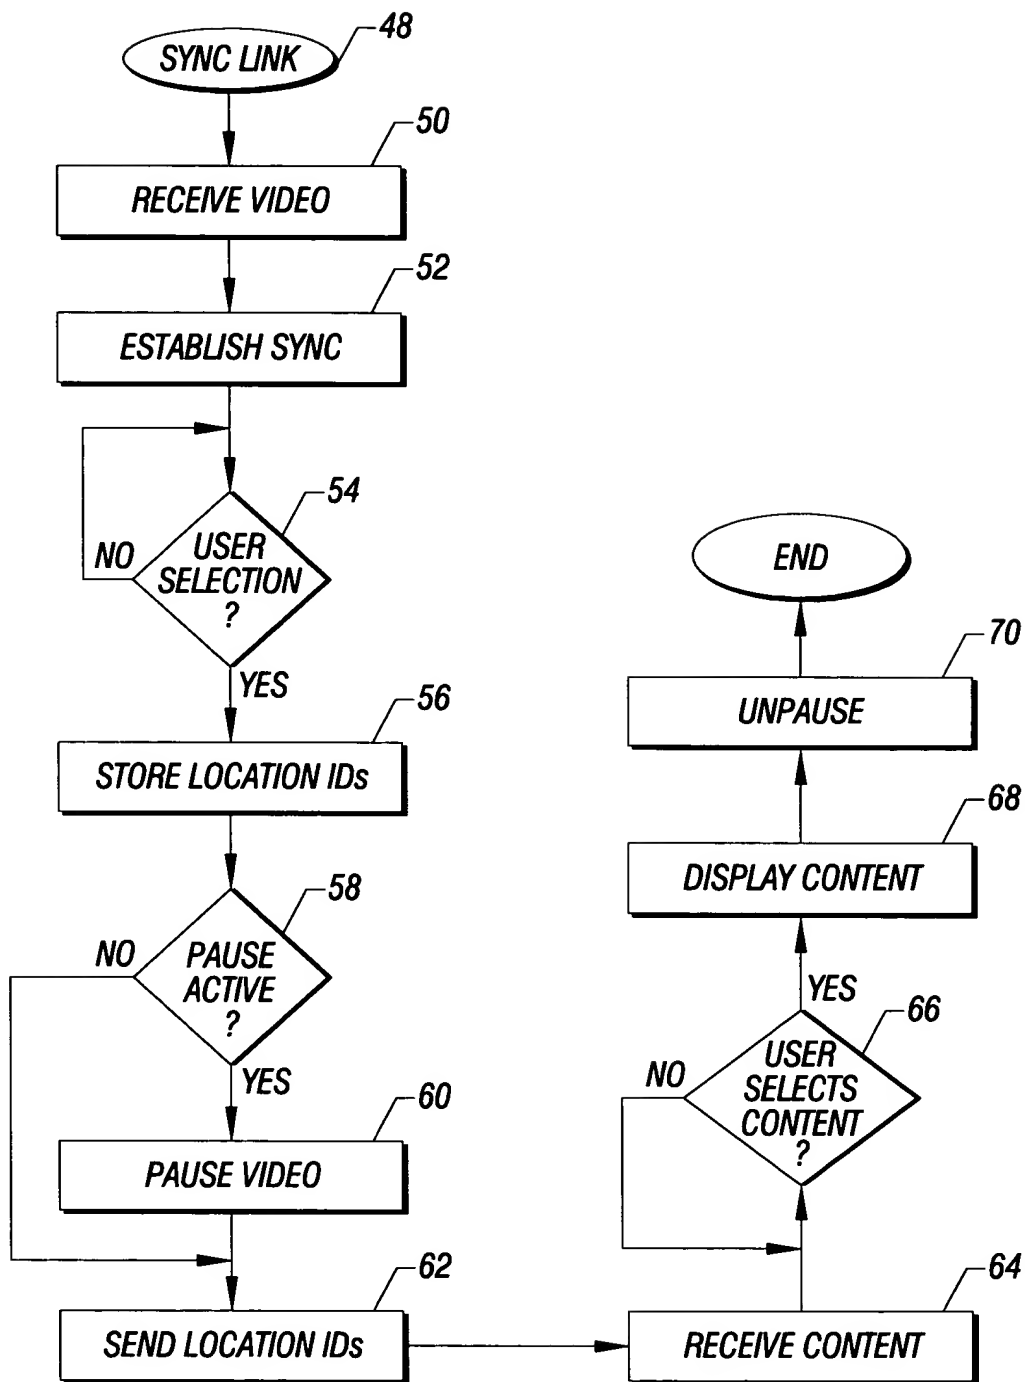 SYNC LINK
48
50
RECEIVE VIDEO
52
ESTABLISH SYNC
54
NO
USER
SELECTION
?
YES
56
STORE LOCATION IDs
58
NO
PAUSE
ACTIVE
?
YES
60
PAUSE VIDEO
62
SEND LOCATION IDs
64
RECEIVE CONTENT
66
NO
USER
SELECTS
CONTENT
?
YES
68
DISPLAY CONTENT
70
UNPAUSE
END